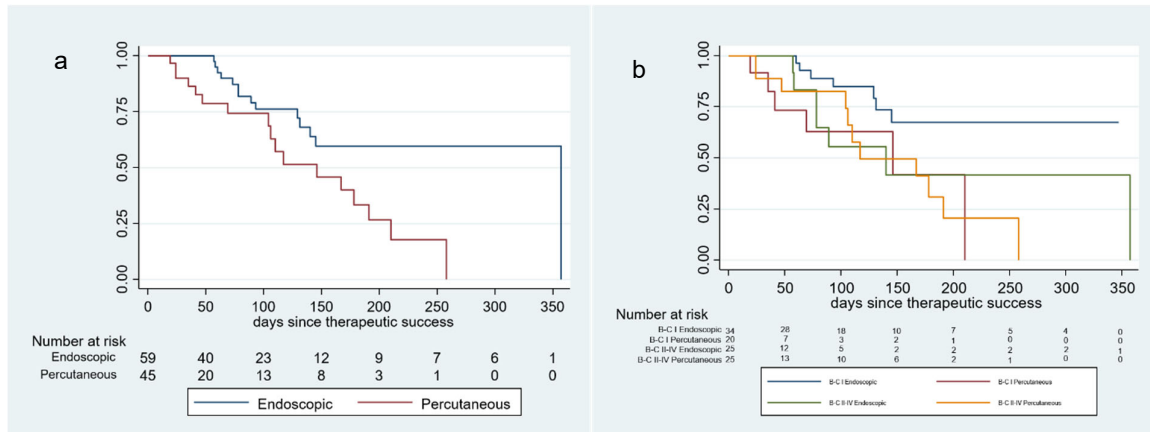 a
1.00
0.75
0.50
0.25
0.00
0 50 100 150 200 250 300 350
days since therapeutic success
Number at risk
Endoscopic 59 40 23 12 9 7 6 1
Percutaneous 45 20 13 8 3 1 0 0
Endoscopic Percutaneous
b
1.00
0.75
0.50
0.25
0.00
0 50 100 150 200 250 300 350
days since therapeutic success
Number at risk
B-C I Endoscopic 34 28 18 10 7 5 4 0
B-C I Percutaneous 20 7 3 2 1 0 0 0
B-C II-IV Endoscopic 25 12 5 2 2 2 2 1
B-C II-IV Percutaneous 25 13 10 6 2 1 0 0
B-C I Endoscopic B-C I Percutaneous
B-C II-IV Endoscopic B-C II-IV Percutaneous